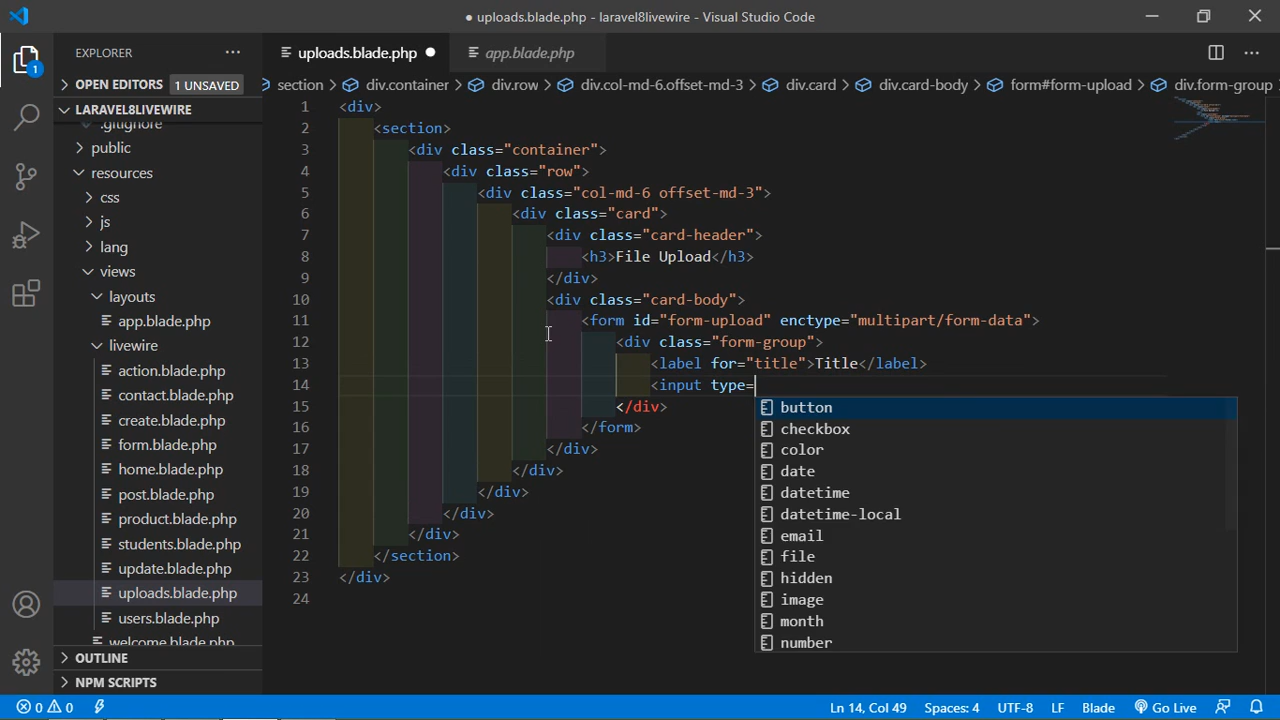 ● uploads.blade.php - laravel8livewire - Visual Studio Code
EXPLORER
uploads.blade.php
app.blade.php
OPEN EDITORS 1 UNSAVED
section div.container div.row div.col-md-6.offset-md-3 div.card div.card-body form#form-upload div.form-group
LARAVEL8LIVEWIRE
.gitignore
public
resources
css
js
lang
views
layouts
app.blade.php
livewire
action.blade.php
contact.blade.php
create.blade.php
form.blade.php
home.blade.php
post.blade.php
product.blade.php
students.blade.php
update.blade.php
uploads.blade.php
users.blade.php
welcome.blade.php
OUTLINE
NPM SCRIPTS
1
1 <div>
2 <section>
3 <div class="container">
4 <div class="row">
5 <div class="col-md-6 offset-md-3">
6 <div class="card">
7 <div class="card-header">
8 <h3>File Upload</h3>
9 </div>
10 <div class="card-body">
11 <form id="form-upload" enctype="multipart/form-data">
12 <div class="form-group">
13 <label for="title">Title</label>
14 <input type=
15 </div>
16 </form>
17 </div>
18 </div>
19 </div>
20 </div>
21 </div>
22 </section>
23 </div>
24
button
checkbox
color
date
datetime
datetime-local
email
file
hidden
image
month
number
0 0 Ln 14, Col 49 Spaces: 4 UTF-8 LF Blade Go Live